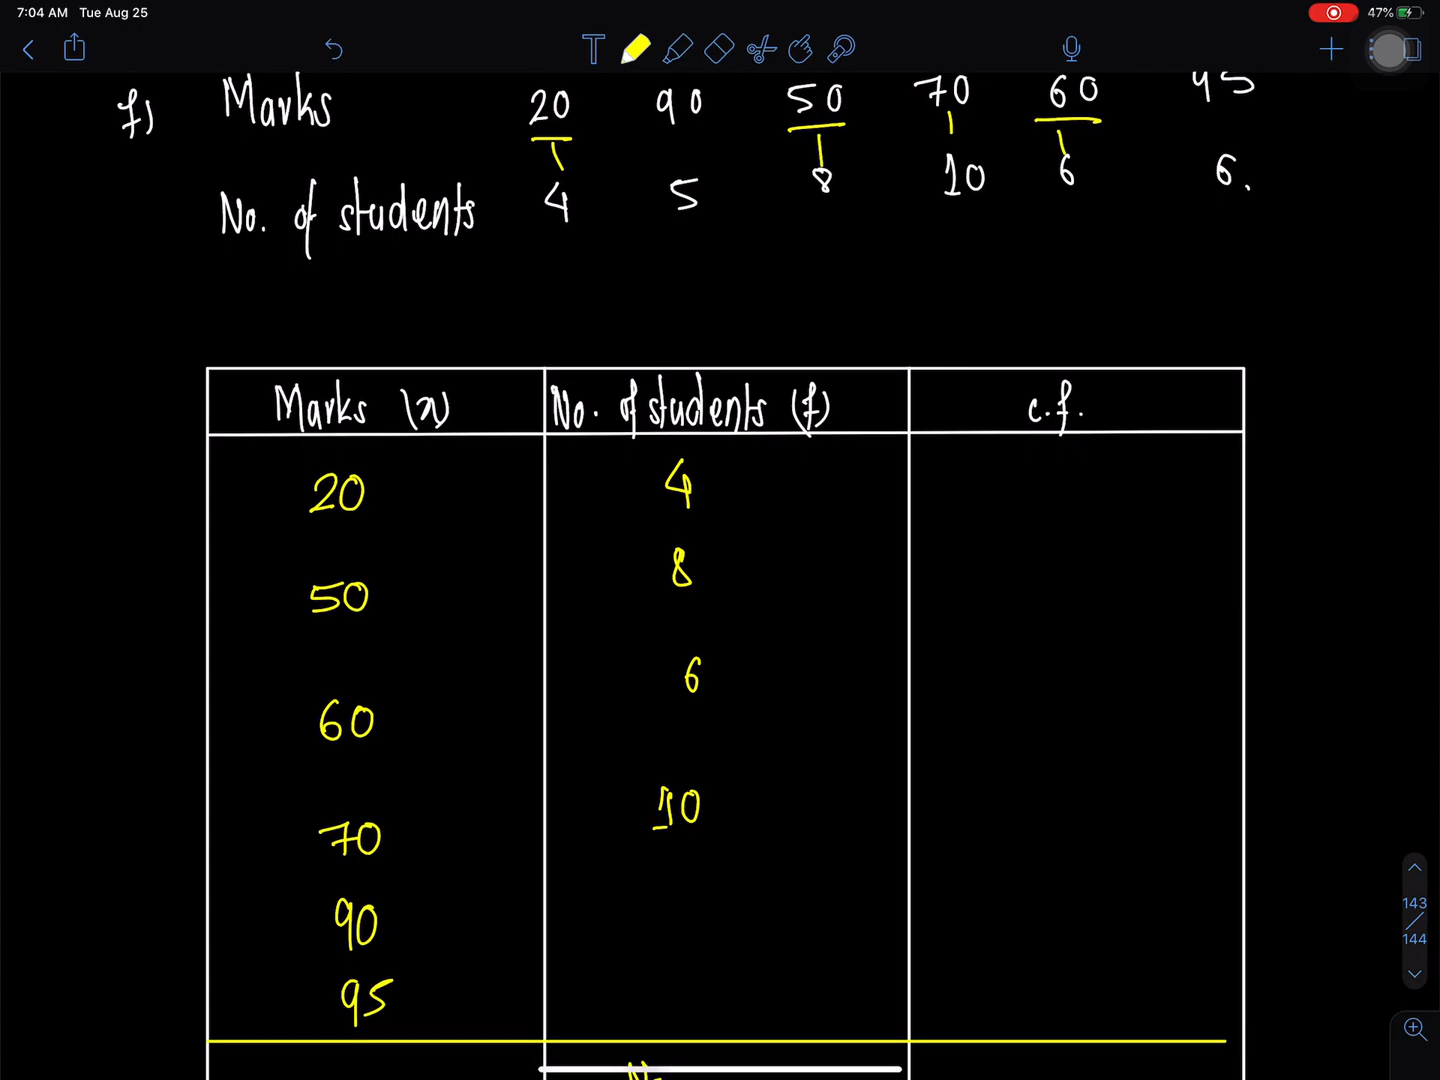 7:04 AM Tue Aug 25
47%
f) Marks 20 90 50 70 60 95
No. of students 4 5 8 10 6 6.
Marks (x) No. of students (f) c.f.
20 4
50 8
60 6
70 10
90
95
143
144